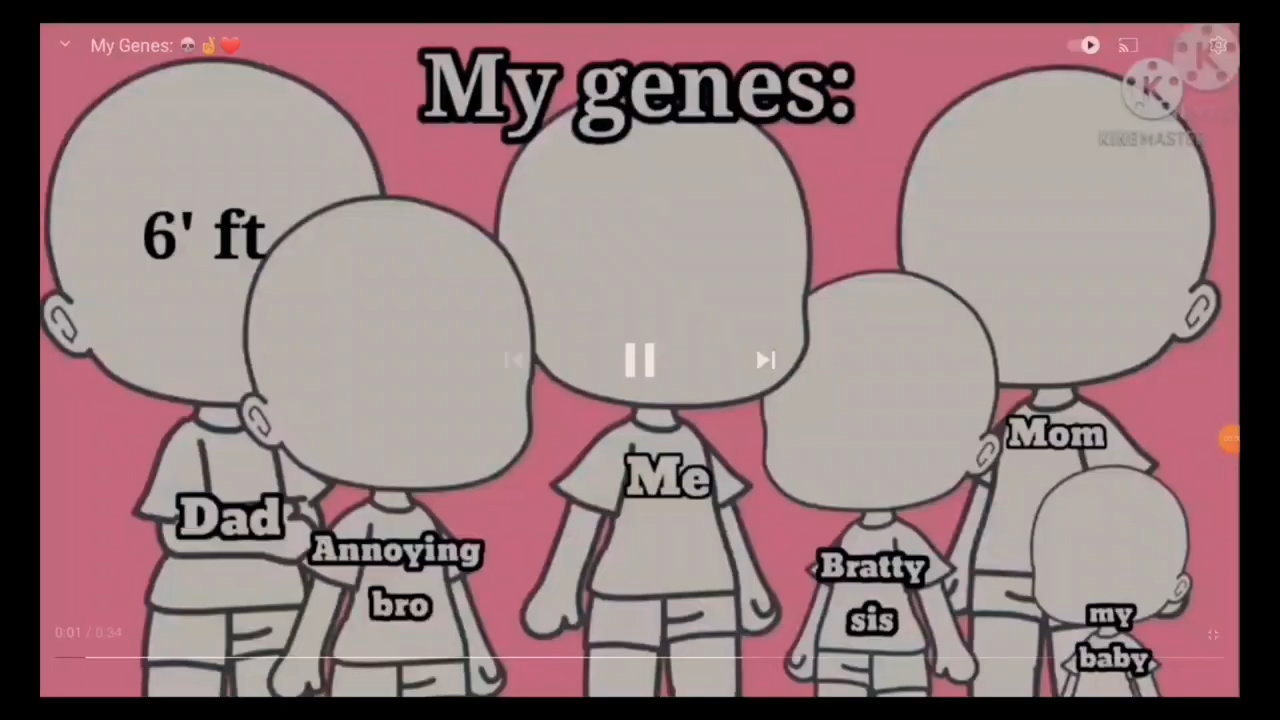 My Genes: 💀🤞❤️
My genes:
K
K
KINEMASTER
6' ft
Dad
Annoying
bro
Me
Bratty
sis
Mom
my
baby
0:01 / 0:34